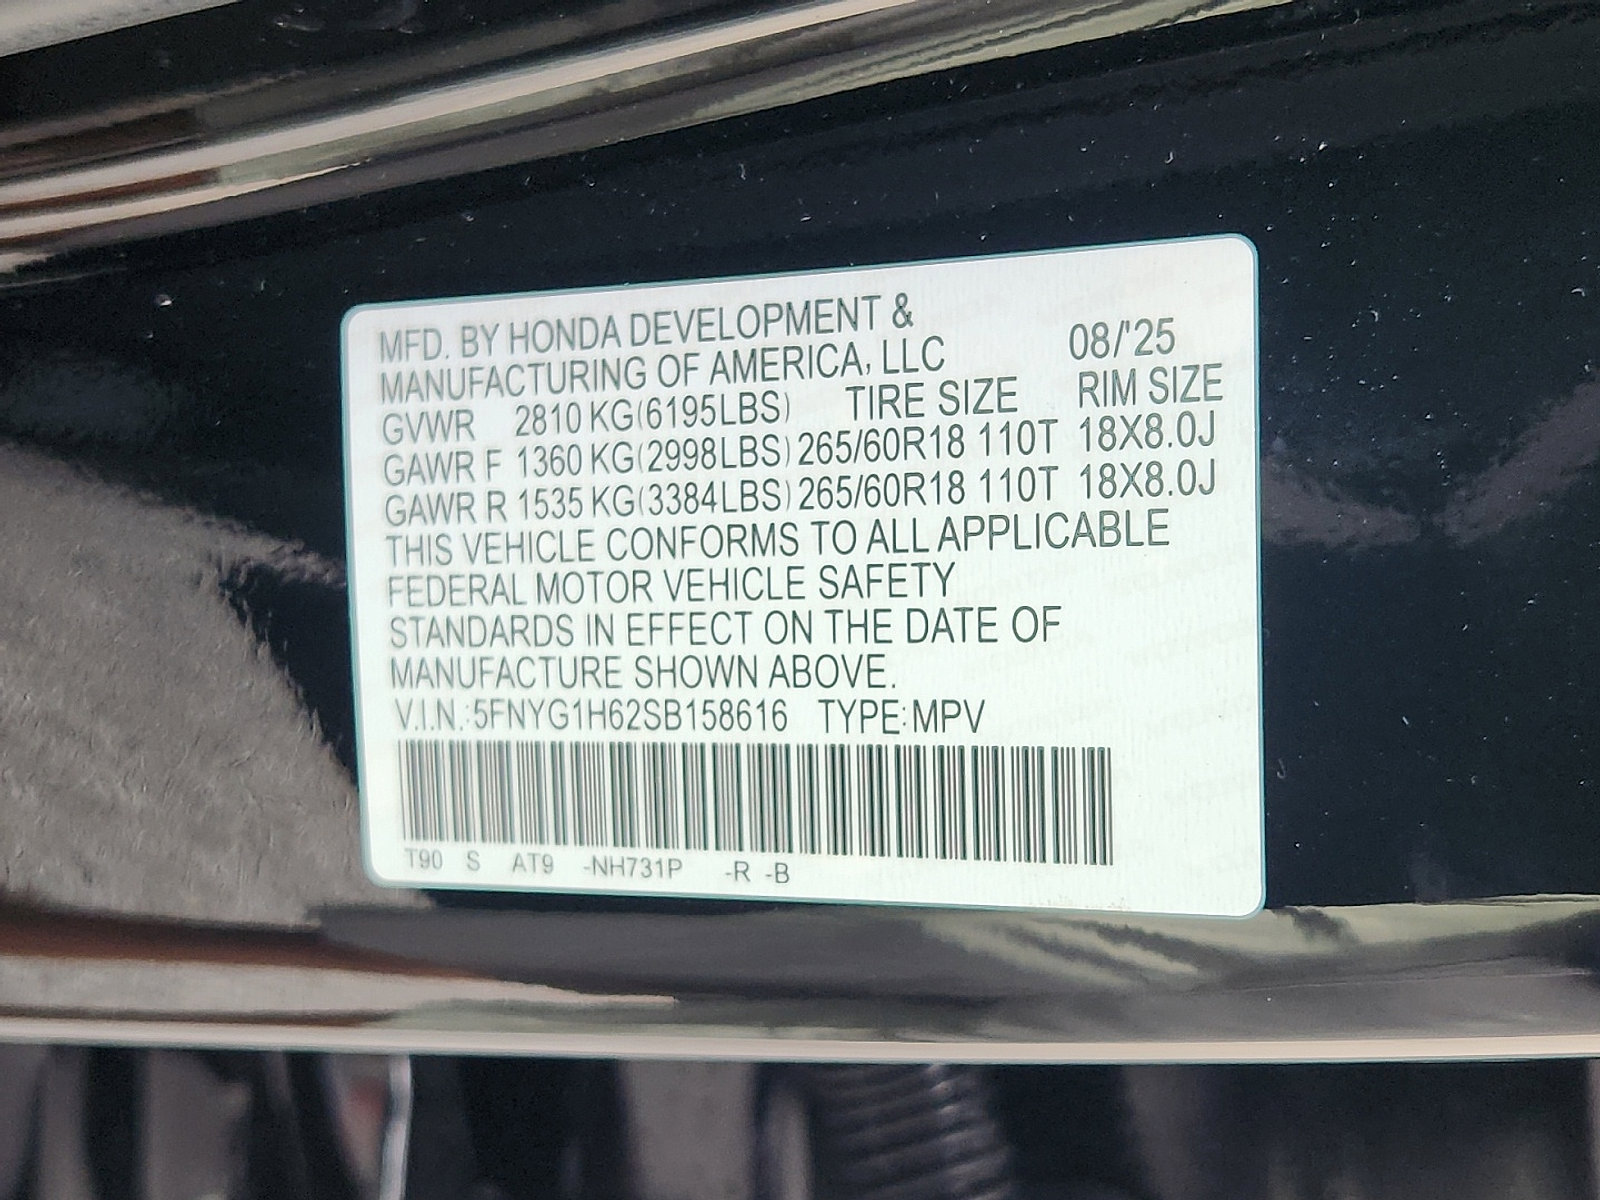 MFD. BY HONDA DEVELOPMENT &
MANUFACTURING OF AMERICA, LLC 08/'25
GVWR 2810 KG(6195LBS) TIRE SIZE RIM SIZE
GAWR F 1360 KG(2998LBS) 265/60R18 110T 18X8.0J
GAWR R 1535 KG(3384LBS) 265/60R18 110T 18X8.0J
THIS VEHICLE CONFORMS TO ALL APPLICABLE
FEDERAL MOTOR VEHICLE SAFETY
STANDARDS IN EFFECT ON THE DATE OF
MANUFACTURE SHOWN ABOVE.
V.I.N.:5FNYG1H62SB158616 TYPE:MPV
T90 S AT9 -NH731P -R -B